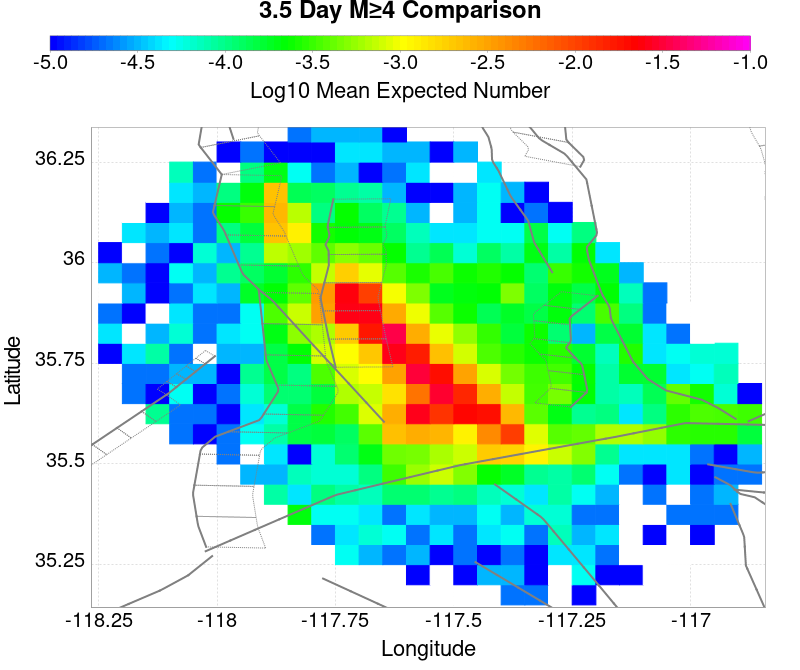 3.5 Day M≥4 Comparison
-5.0 -4.5 -4.0 -3.5 -3.0 -2.5 -2.0 -1.5 -1.0
Log10 Mean Expected Number
36.25
36
35.75
35.5
35.25
Latitude
-118.25 -118 -117.75 -117.5 -117.25 -117
Longitude